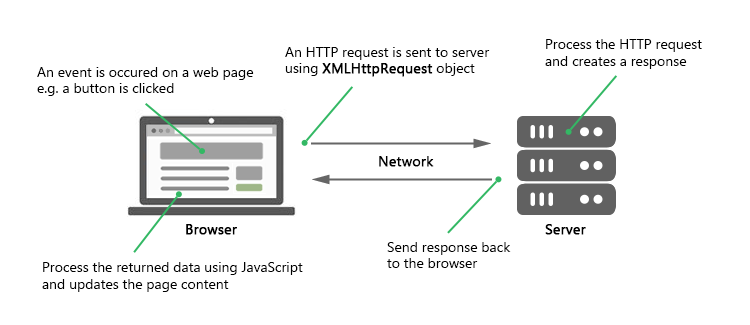 An event is occured on a web page
e.g. a button is clicked
An HTTP request is sent to server
using XMLHttpRequest object
Process the HTTP request
and creates a response
Network
Browser
Server
Process the returned data using JavaScript
and updates the page content
Send response back
to the browser